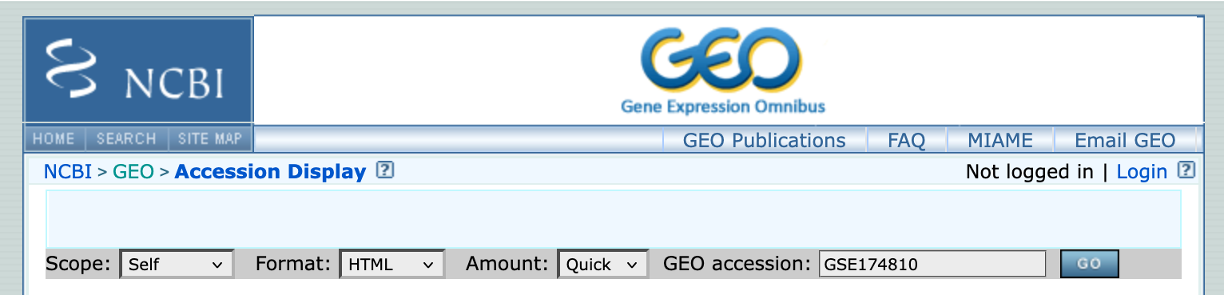 NCBI
GEO
Gene Expression Omnibus
HOME SEARCH SITE MAP GEO Publications FAQ MIAME Email GEO
NCBI > GEO > Accession Display ? Not logged in | Login ?
Scope: Self Format: HTML Amount: Quick GEO accession: GSE174810 GO